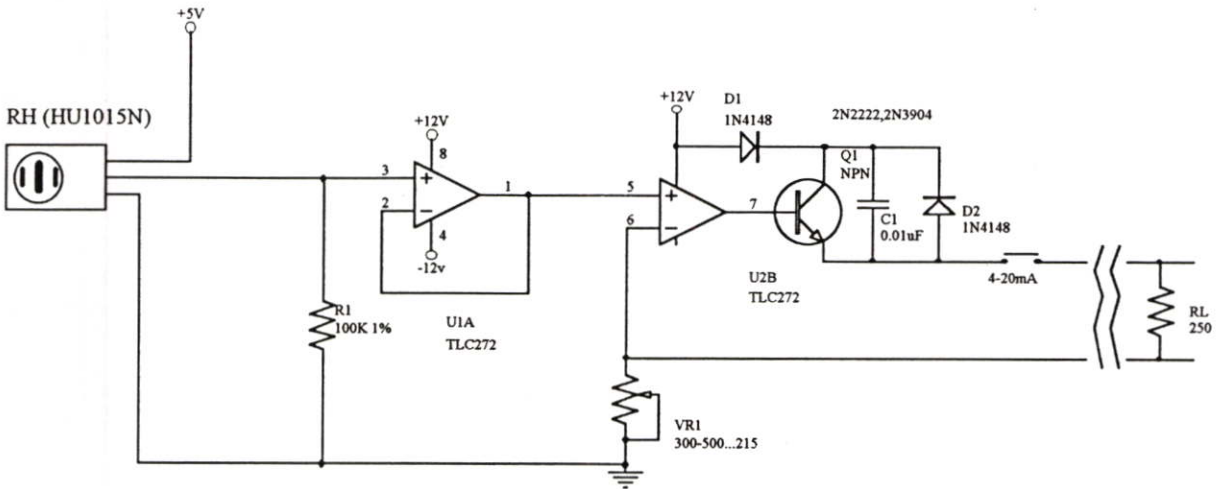 +5V
RH (HU1015N)
+12V
8
3
+
1
2
−
4
-12v
R1
100K 1%
U1A
TLC272
+12V
D1
1N4148
2N2222,2N3904
5
+
6
−
7
Q1
NPN
C1
0.01uF
D2
1N4148
U2B
TLC272
4-20mA
RL
250
VR1
300-500...215